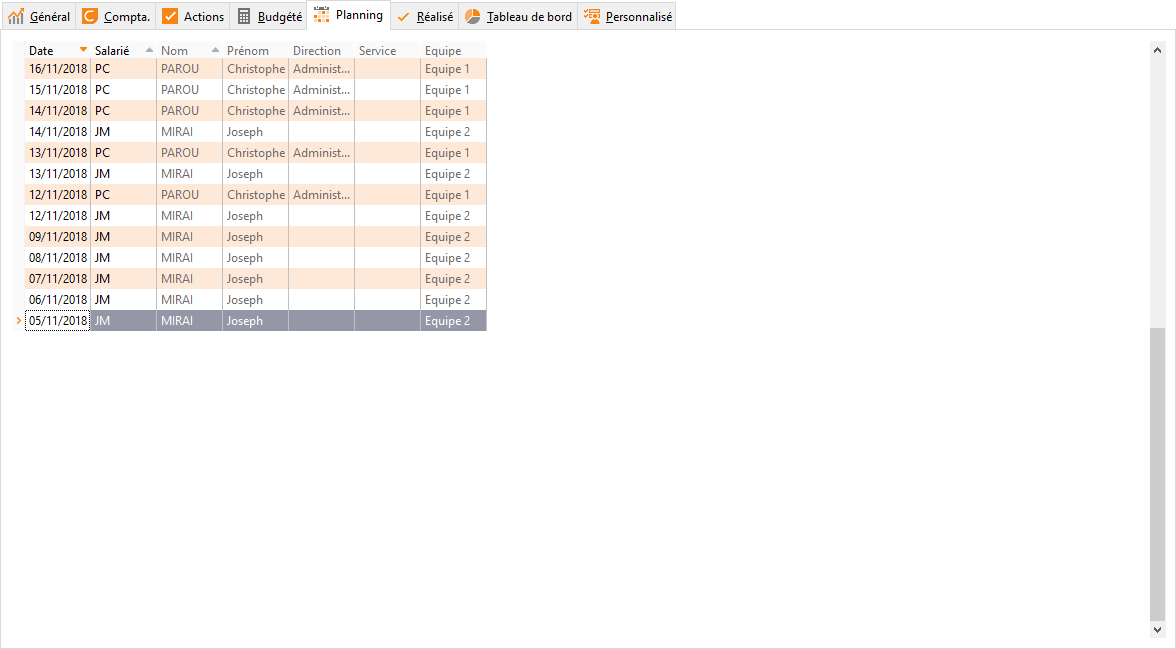 Général Compta. Actions Budgété Planning Réalisé Tableau de bord Personnalisé
Date Salarié Nom Prénom Direction Service Equipe
16/11/2018 PC PAROU Christophe Administ... Equipe 1
15/11/2018 PC PAROU Christophe Administ... Equipe 1
14/11/2018 PC PAROU Christophe Administ... Equipe 1
14/11/2018 JM MIRAI Joseph Equipe 2
13/11/2018 PC PAROU Christophe Administ... Equipe 1
13/11/2018 JM MIRAI Joseph Equipe 2
12/11/2018 PC PAROU Christophe Administ... Equipe 1
12/11/2018 JM MIRAI Joseph Equipe 2
09/11/2018 JM MIRAI Joseph Equipe 2
08/11/2018 JM MIRAI Joseph Equipe 2
07/11/2018 JM MIRAI Joseph Equipe 2
06/11/2018 JM MIRAI Joseph Equipe 2
05/11/2018 JM MIRAI Joseph Equipe 2